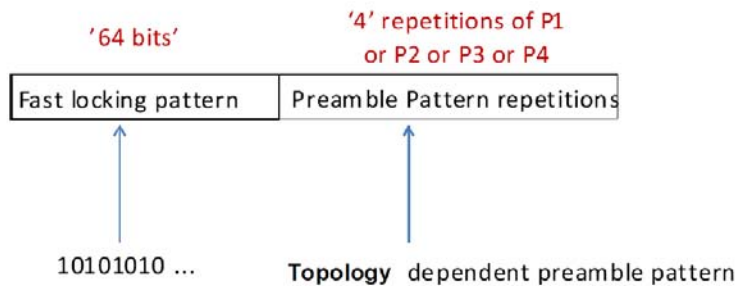 '64 bits'
'4' repetitions of P1
or P2 or P3 or P4
Fast locking pattern
Preamble Pattern repetitions
10101010 ...
Topology dependent preamble pattern